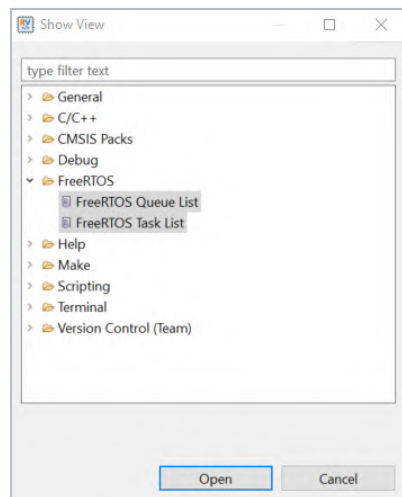 Show View
type filter text
General
C/C++
CMSIS Packs
Debug
FreeRTOS
FreeRTOS Queue List
FreeRTOS Task List
Help
Make
Scripting
Terminal
Version Control (Team)
Open Cancel